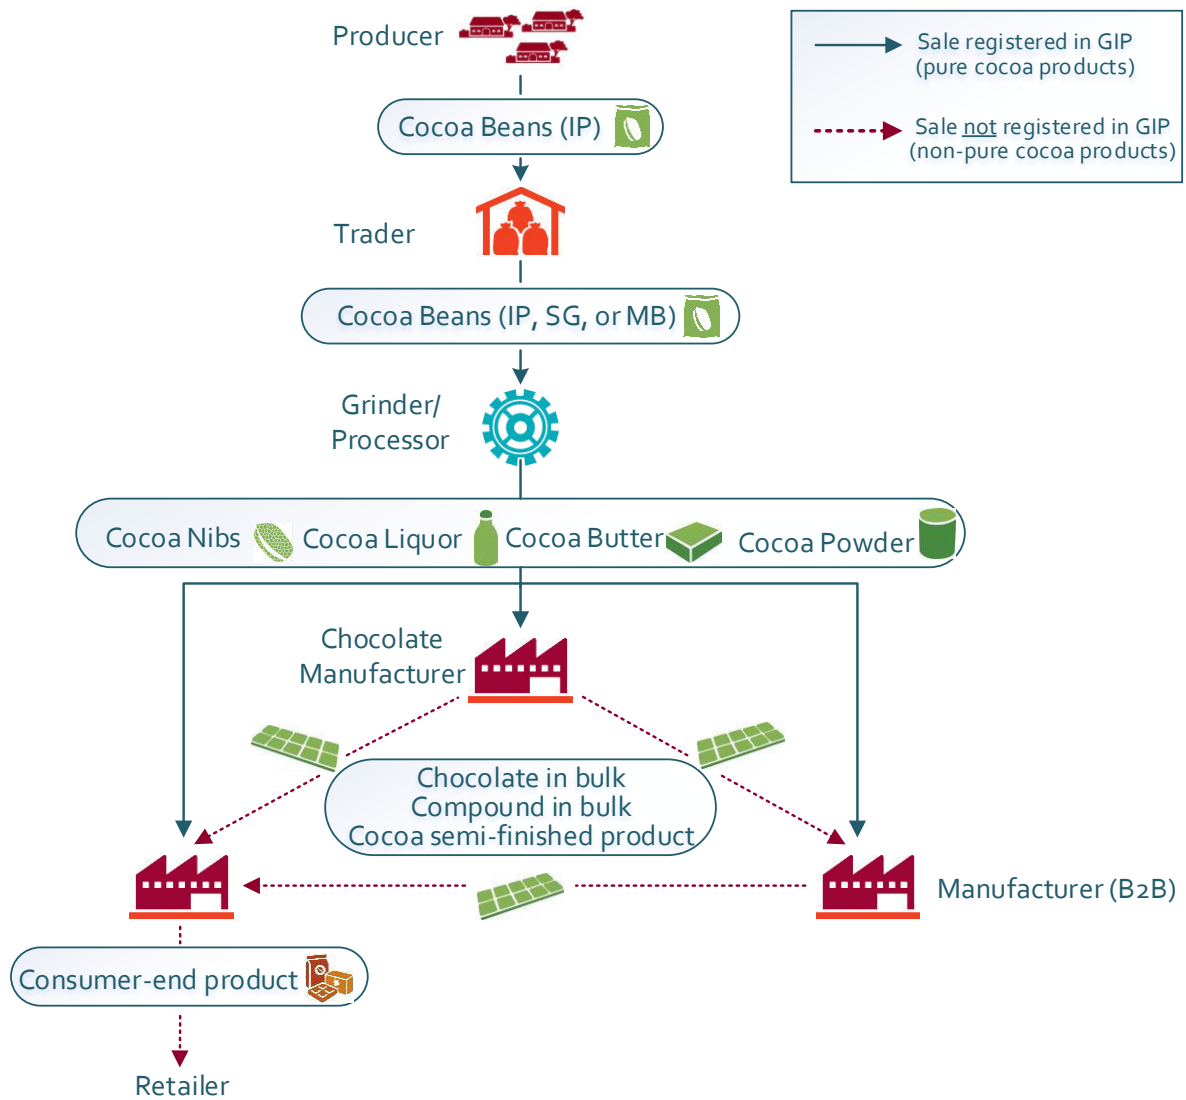 Producer
Sale registered in GIP
(pure cocoa products)
Sale not registered in GIP
(non-pure cocoa products)
Cocoa Beans (IP)
Trader
Cocoa Beans (IP, SG, or MB)
Grinder/
Processor
Cocoa Nibs
Cocoa Liquor
Cocoa Butter
Cocoa Powder
Chocolate
Manufacturer
Chocolate in bulk
Compound in bulk
Cocoa semi-finished product
Manufacturer (B2B)
Consumer-end product
Retailer